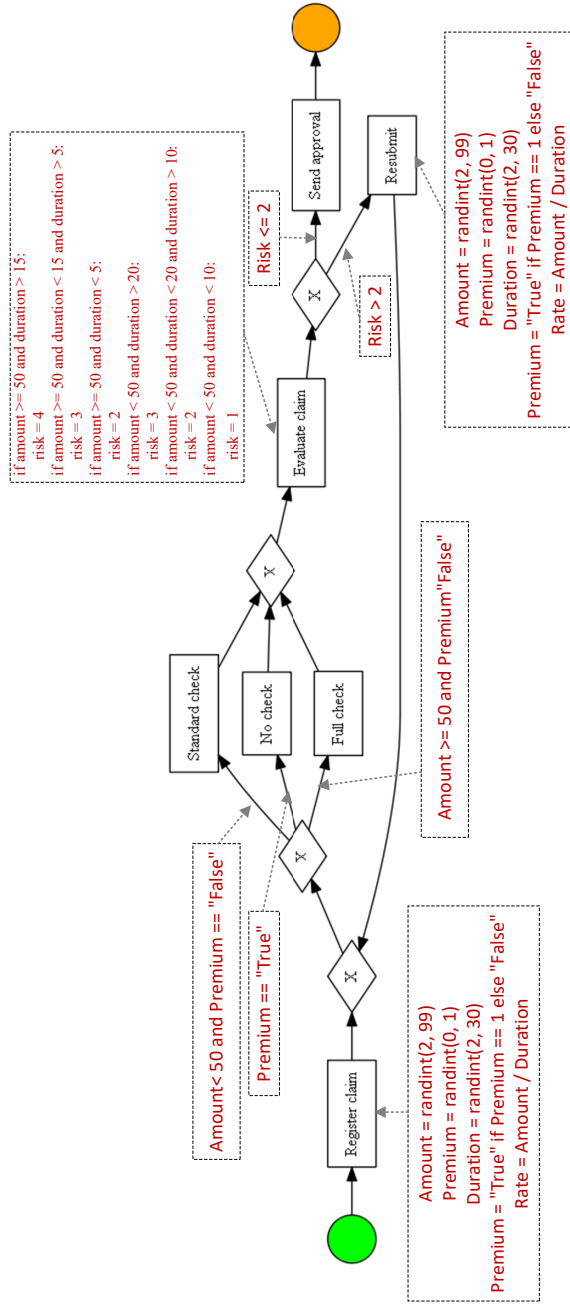 Amount = randint(2, 99)
Premium = randint(0, 1)
Duration = randint(2, 30)
Premium = "True" if Premium == 1 else "False"
Rate = Amount / Duration
Register claim
X
Amount< 50 and Premium == "False"
Premium == "True"
Amount >= 50 and Premium"False"
X
Standard check
No check
Full check
X
Evaluate claim
if amount >= 50 and duration > 15:
risk = 4
if amount >= 50 and duration < 15 and duration > 5:
risk = 3
if amount >= 50 and duration < 5:
risk = 2
if amount < 50 and duration > 20:
risk = 3
if amount < 50 and duration < 20 and duration > 10:
risk = 2
if amount < 50 and duration < 10:
risk = 1
X
Risk <= 2
Risk > 2
Send approval
Resubmit
Amount = randint(2, 99)
Premium = randint(0, 1)
Duration = randint(2, 30)
Premium = "True" if Premium == 1 else "False"
Rate = Amount / Duration